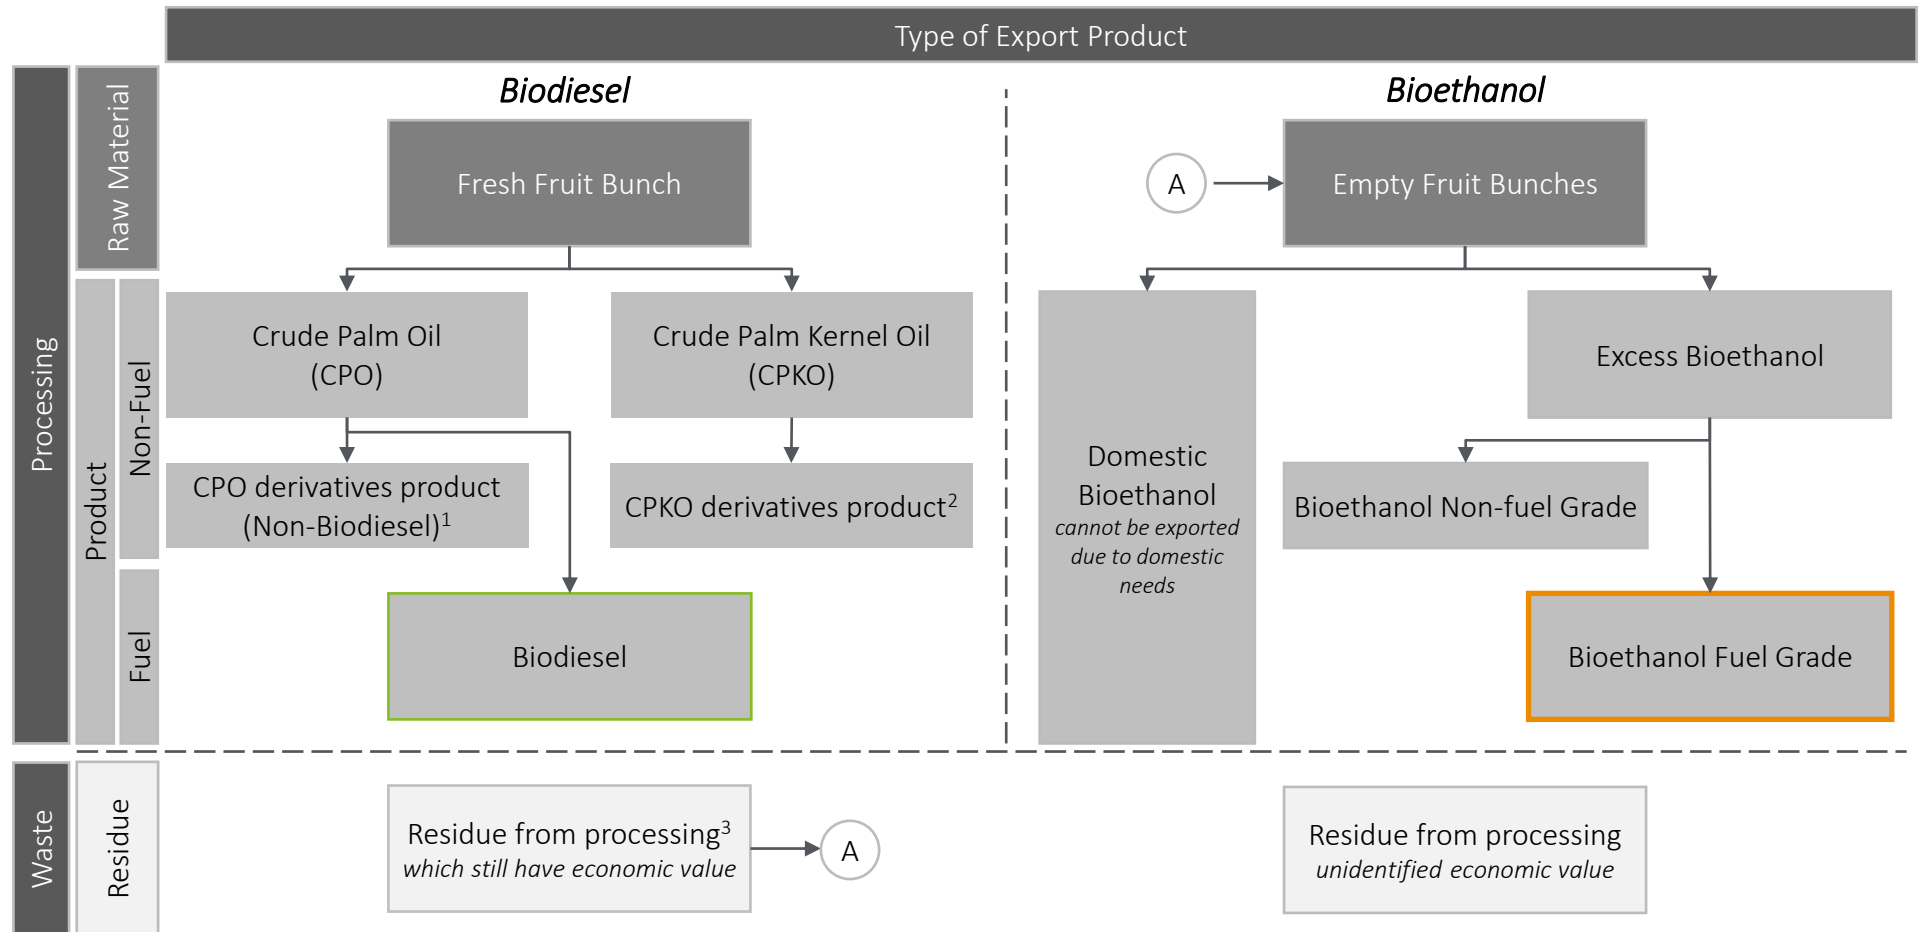 Type of Export Product
Processing
Raw Material
Biodiesel
Bioethanol
Fresh Fruit Bunch
A
Empty Fruit Bunches
Product
Non-Fuel
Crude Palm Oil
(CPO)
Crude Palm Kernel Oil
(CPKO)
Excess Bioethanol
CPO derivatives product
(Non-Biodiesel)1
CPKO derivatives product2
Domestic
Bioethanol
cannot be exported
due to domestic
needs
Bioethanol Non-fuel Grade
Fuel
Biodiesel
Bioethanol Fuel Grade
Waste
Residue
Residue from processing3
which still have economic value
A
Residue from processing
unidentified economic value